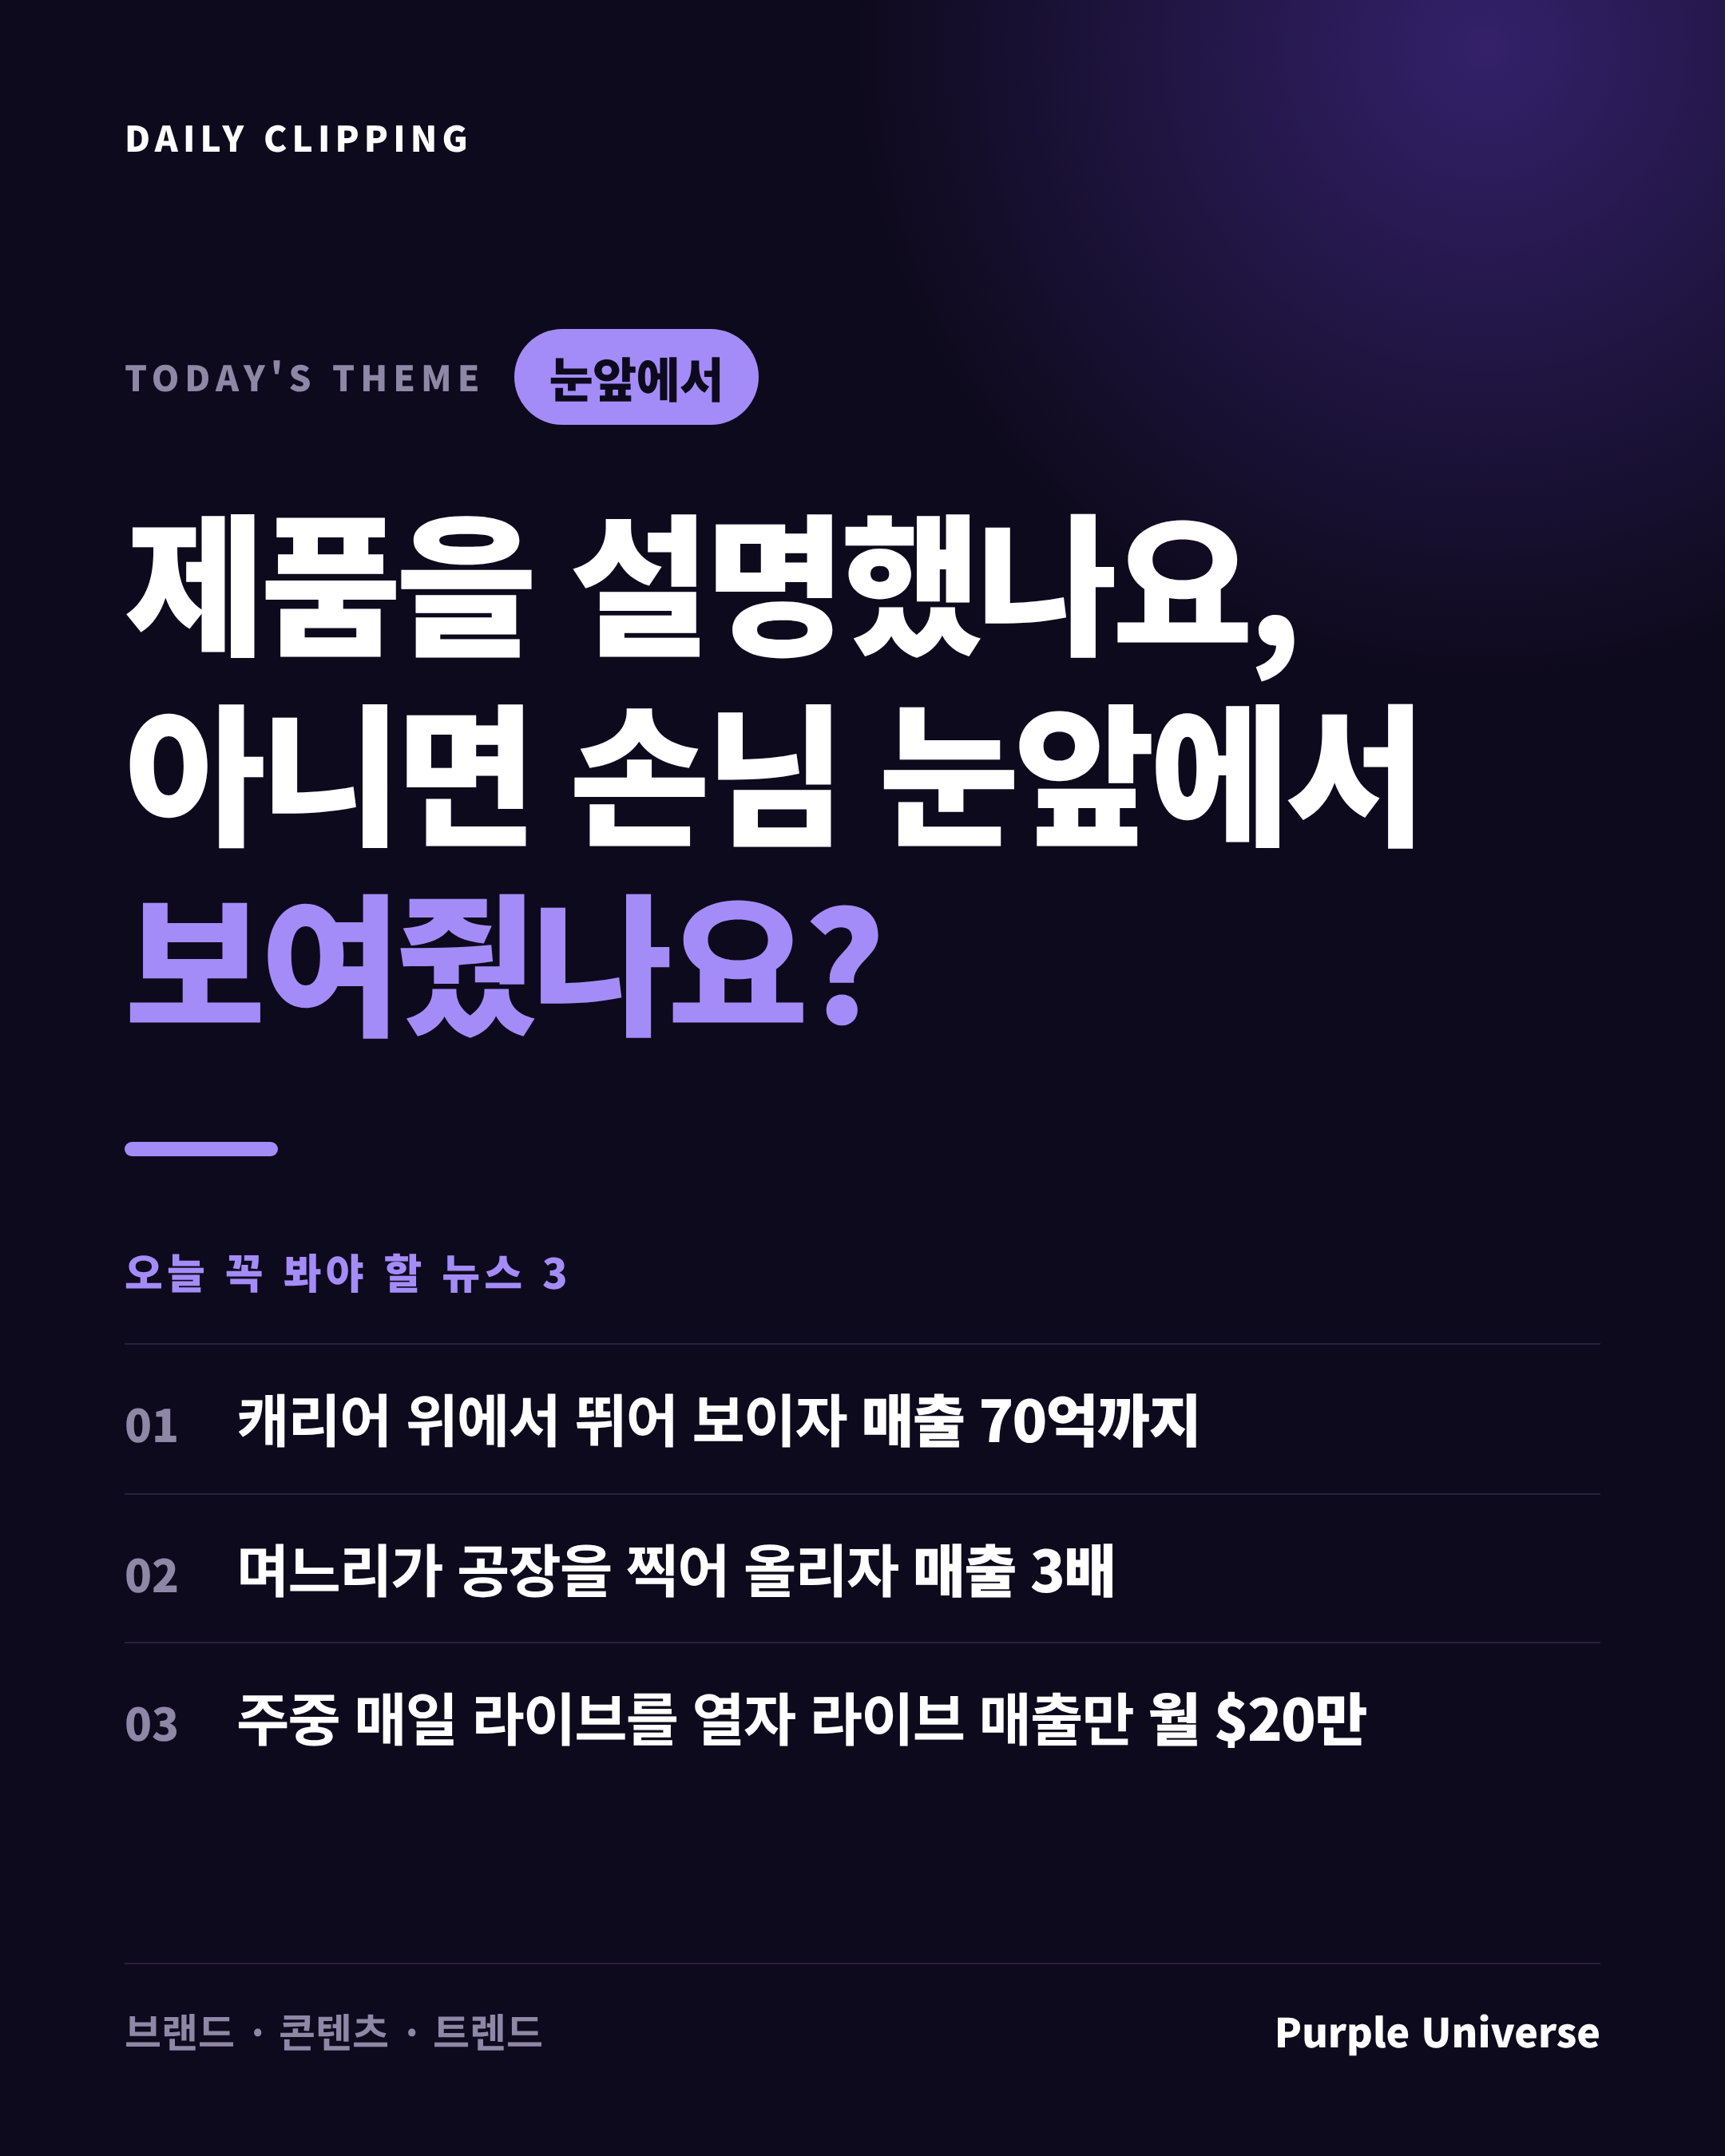 DAILY CLIPPING
TODAY'S THEME 눈앞에서
제품을 설명했나요,
아니면 손님 눈앞에서
보여줬나요?
오늘 꼭 봐야 할 뉴스 3
01 캐리어 위에서 뛰어 보이자 매출 70억까지
02 며느리가 공장을 찍어 올리자 매출 3배
03 주중 매일 라이브를 열자 라이브 매출만 월 $20만
브랜드 · 콘텐츠 · 트렌드
Purple Universe